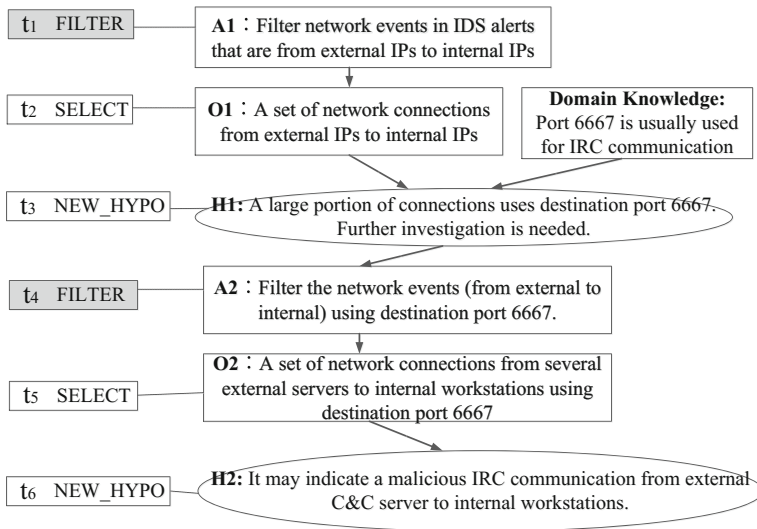 t1 FILTER
A1：Filter network events in IDS alerts
that are from external IPs to internal IPs
t2 SELECT
O1：A set of network connections
from external IPs to internal IPs
Domain Knowledge:
Port 6667 is usually used
for IRC communication
t3 NEW_HYPO
H1: A large portion of connections uses destination port 6667.
Further investigation is needed.
t4 FILTER
A2：Filter the network events (from external to
internal) using destination port 6667.
t5 SELECT
O2：A set of network connections from several
external servers to internal workstations using
destination port 6667
t6 NEW_HYPO
H2: It may indicate a malicious IRC communication from external
C&C server to internal workstations.